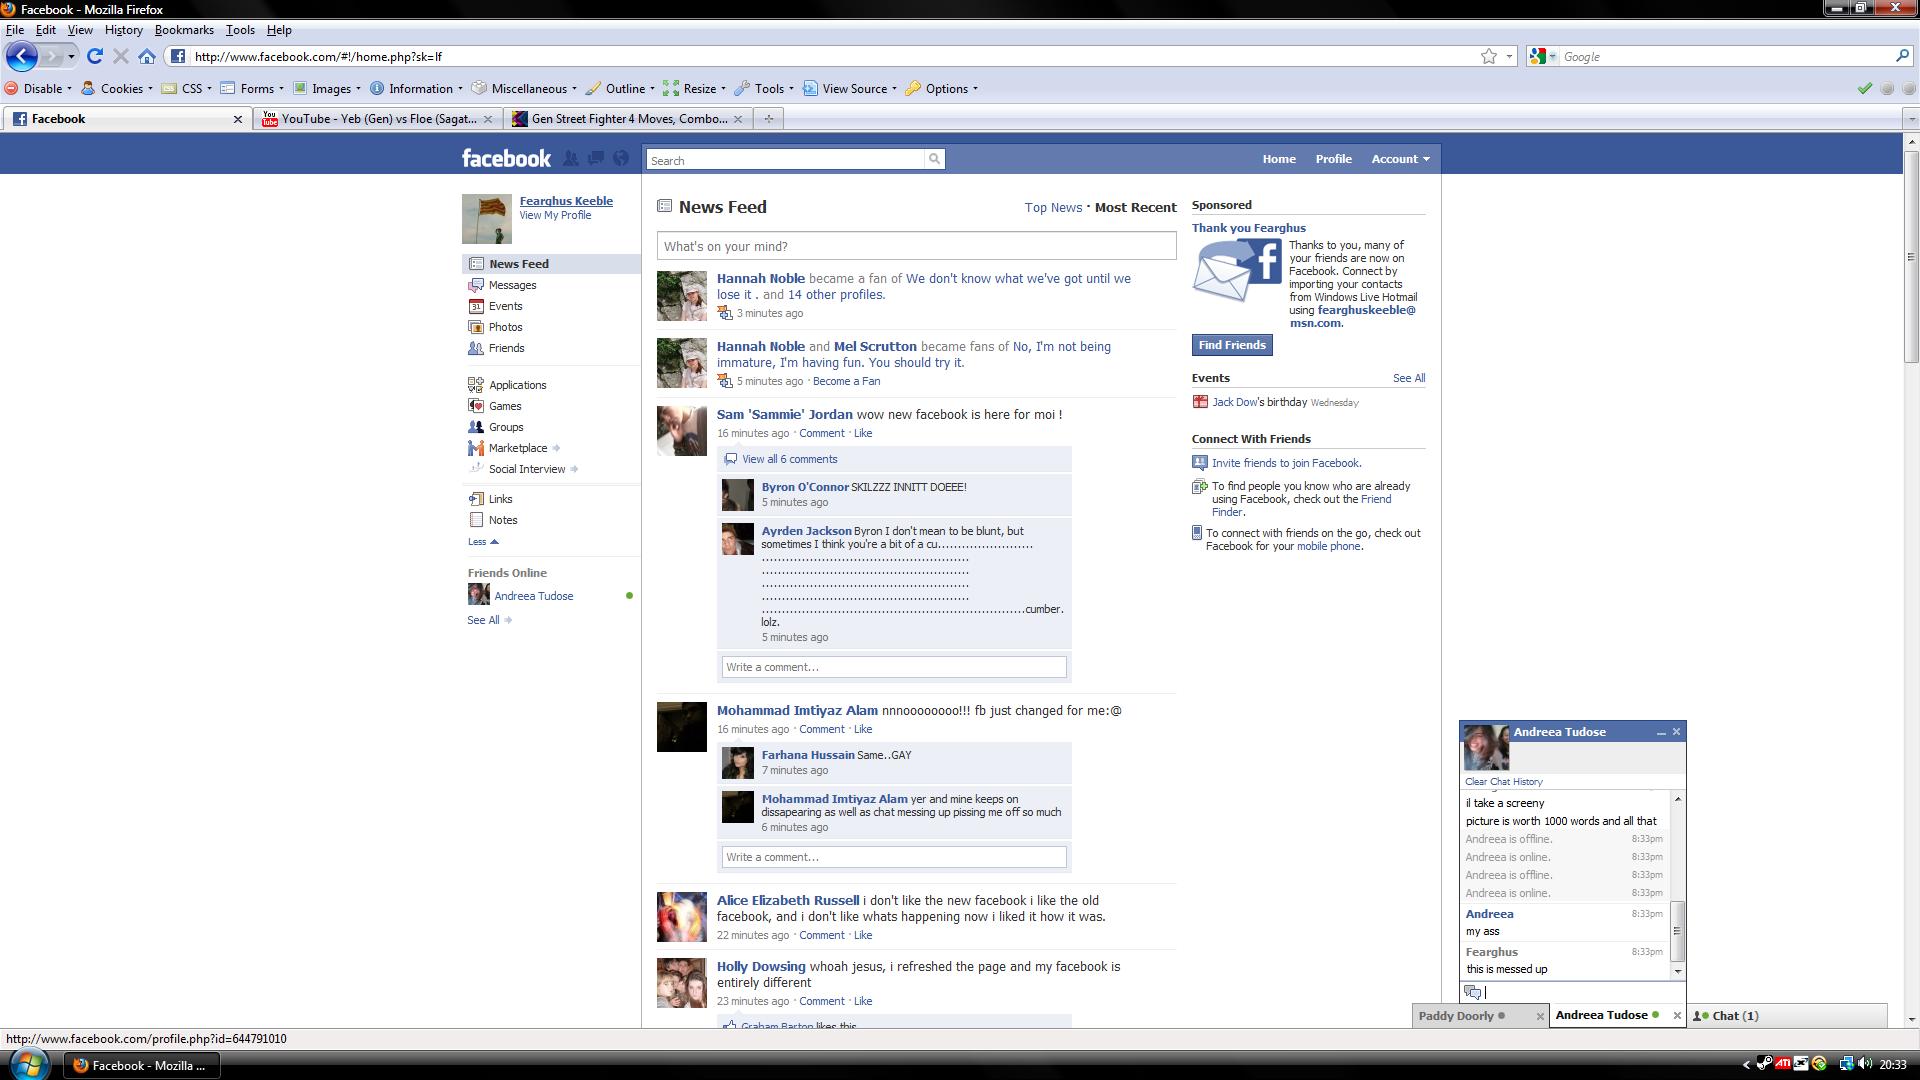 Facebook - Mozilla Firefox
File Edit View History Bookmarks Tools Help
http://www.facebook.com/#!/home.php?sk=lf
Google
Disable Cookies CSS Forms Images Information Miscellaneous Outline Resize Tools View Source Options
Facebook
YouTube - Yeb (Gen) vs Floe (Sagat...
Gen Street Fighter 4 Moves, Combo...
facebook
Search
Home Profile Account
Fearghus Keeble
View My Profile
News Feed
Messages
31 Events
Photos
Friends
Applications
Games
Groups
Marketplace
Social Interview
Links
Notes
Less
Friends Online
Andreea Tudose
See All
News Feed
Top News · Most Recent
What's on your mind?
Hannah Noble became a fan of We don't know what we've got until we
lose it . and 14 other profiles.
3 minutes ago
Hannah Noble and Mel Scrutton became fans of No, I'm not being
immature, I'm having fun. You should try it.
5 minutes ago · Become a Fan
Sam 'Sammie' Jordan wow new facebook is here for moi !
16 minutes ago · Comment · Like
View all 6 comments
Byron O'Connor SKILZZZ INNITT DOEEE!
5 minutes ago
Ayrden Jackson Byron I don't mean to be blunt, but
sometimes I think you're a bit of a cu........................
....................................................
....................................................
....................................................
....................................................
..................................................................cumber.
lolz.
5 minutes ago
Write a comment...
Mohammad Imtiyaz Alam nnnoooooooo!!! fb just changed for me:@
16 minutes ago · Comment · Like
Farhana Hussain Same..GAY
7 minutes ago
Mohammad Imtiyaz Alam yer and mine keeps on
dissapearing as well as chat messing up pissing me off so much
6 minutes ago
Write a comment...
Alice Elizabeth Russell i don't like the new facebook i like the old
facebook, and i don't like whats happening now i liked it how it was.
22 minutes ago · Comment · Like
Holly Dowsing whoah jesus, i refreshed the page and my facebook is
entirely different
23 minutes ago · Comment · Like
Graham Barton likes this.
Sponsored
Thank you Fearghus
Thanks to you, many of
your friends are now on
Facebook. Connect by
importing your contacts
from Windows Live Hotmail
using fearghuskeeble@
msn.com.
Find Friends
Events
See All
Jack Dow's birthday Wednesday
Connect With Friends
Invite friends to join Facebook.
To find people you know who are already
using Facebook, check out the Friend
Finder.
To connect with friends on the go, check out
Facebook for your mobile phone.
Andreea Tudose
Clear Chat History
il take a screeny
picture is worth 1000 words and all that
Andreea is offline. 8:33pm
Andreea is online. 8:33pm
Andreea is offline. 8:33pm
Andreea is online. 8:33pm
Andreea 8:33pm
my ass
Fearghus 8:33pm
this is messed up
Paddy Doorly
Andreea Tudose
Chat (1)
http://www.facebook.com/profile.php?id=644791010
Facebook - Mozilla ...
ATI
20:33